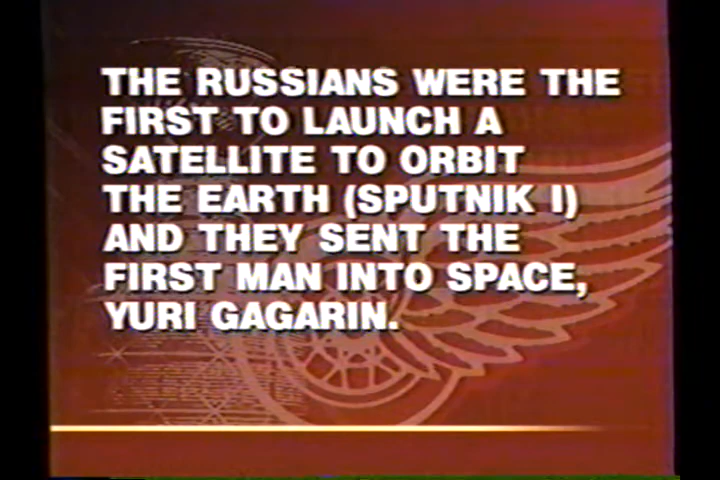 THE RUSSIANS WERE THE
FIRST TO LAUNCH A
SATELLITE TO ORBIT
THE EARTH (SPUTNIK I)
AND THEY SENT THE
FIRST MAN INTO SPACE,
YURI GAGARIN.